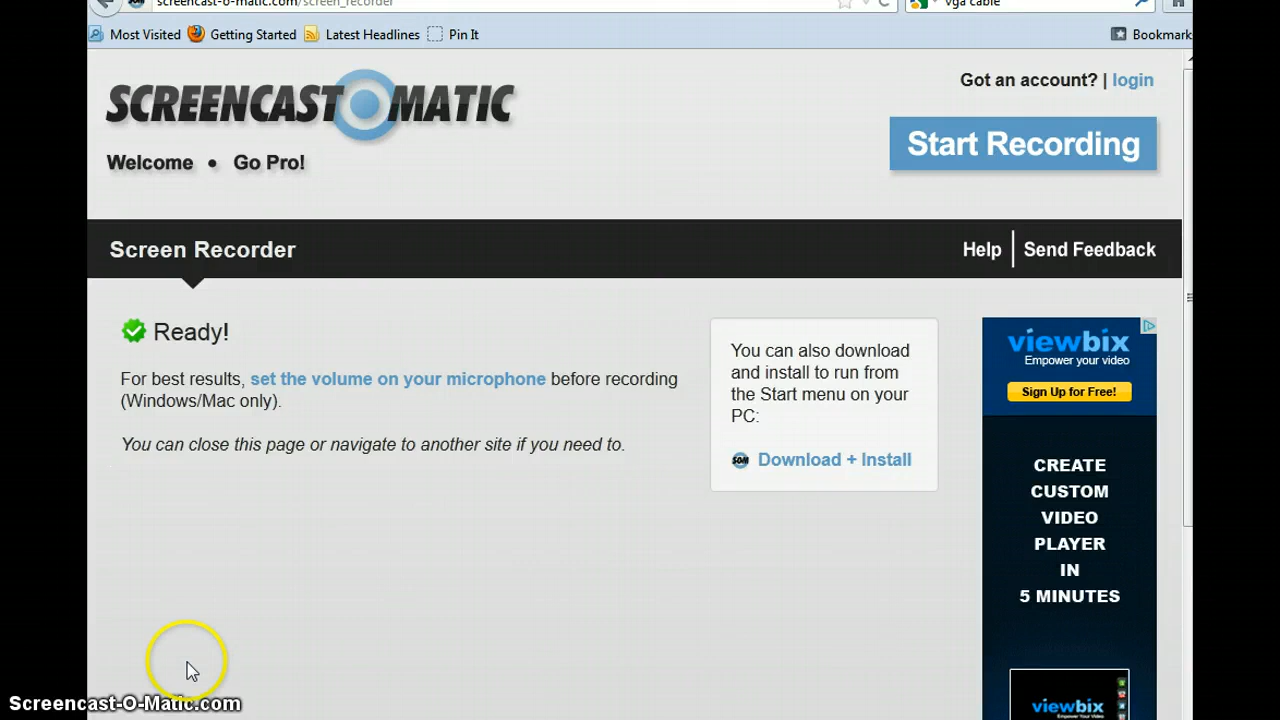 screencast-o-matic.com/screen_recorder
vga cable
Most Visited Getting Started Latest Headlines Pin It Bookmark
SCREENCAST O MATIC
Got an account? | login
Start Recording
Welcome • Go Pro!
Screen Recorder
Help Send Feedback
Ready!
For best results, set the volume on your microphone before recording
(Windows/Mac only).
You can close this page or navigate to another site if you need to.
You can also download
and install to run from
the Start menu on your
PC:
SOM Download + Install
viewbix
Empower your video
Sign Up for Free!
CREATE
CUSTOM
VIDEO
PLAYER
IN
5 MINUTES
viewbix
Empower Your Video
Screencast-O-Matic.com